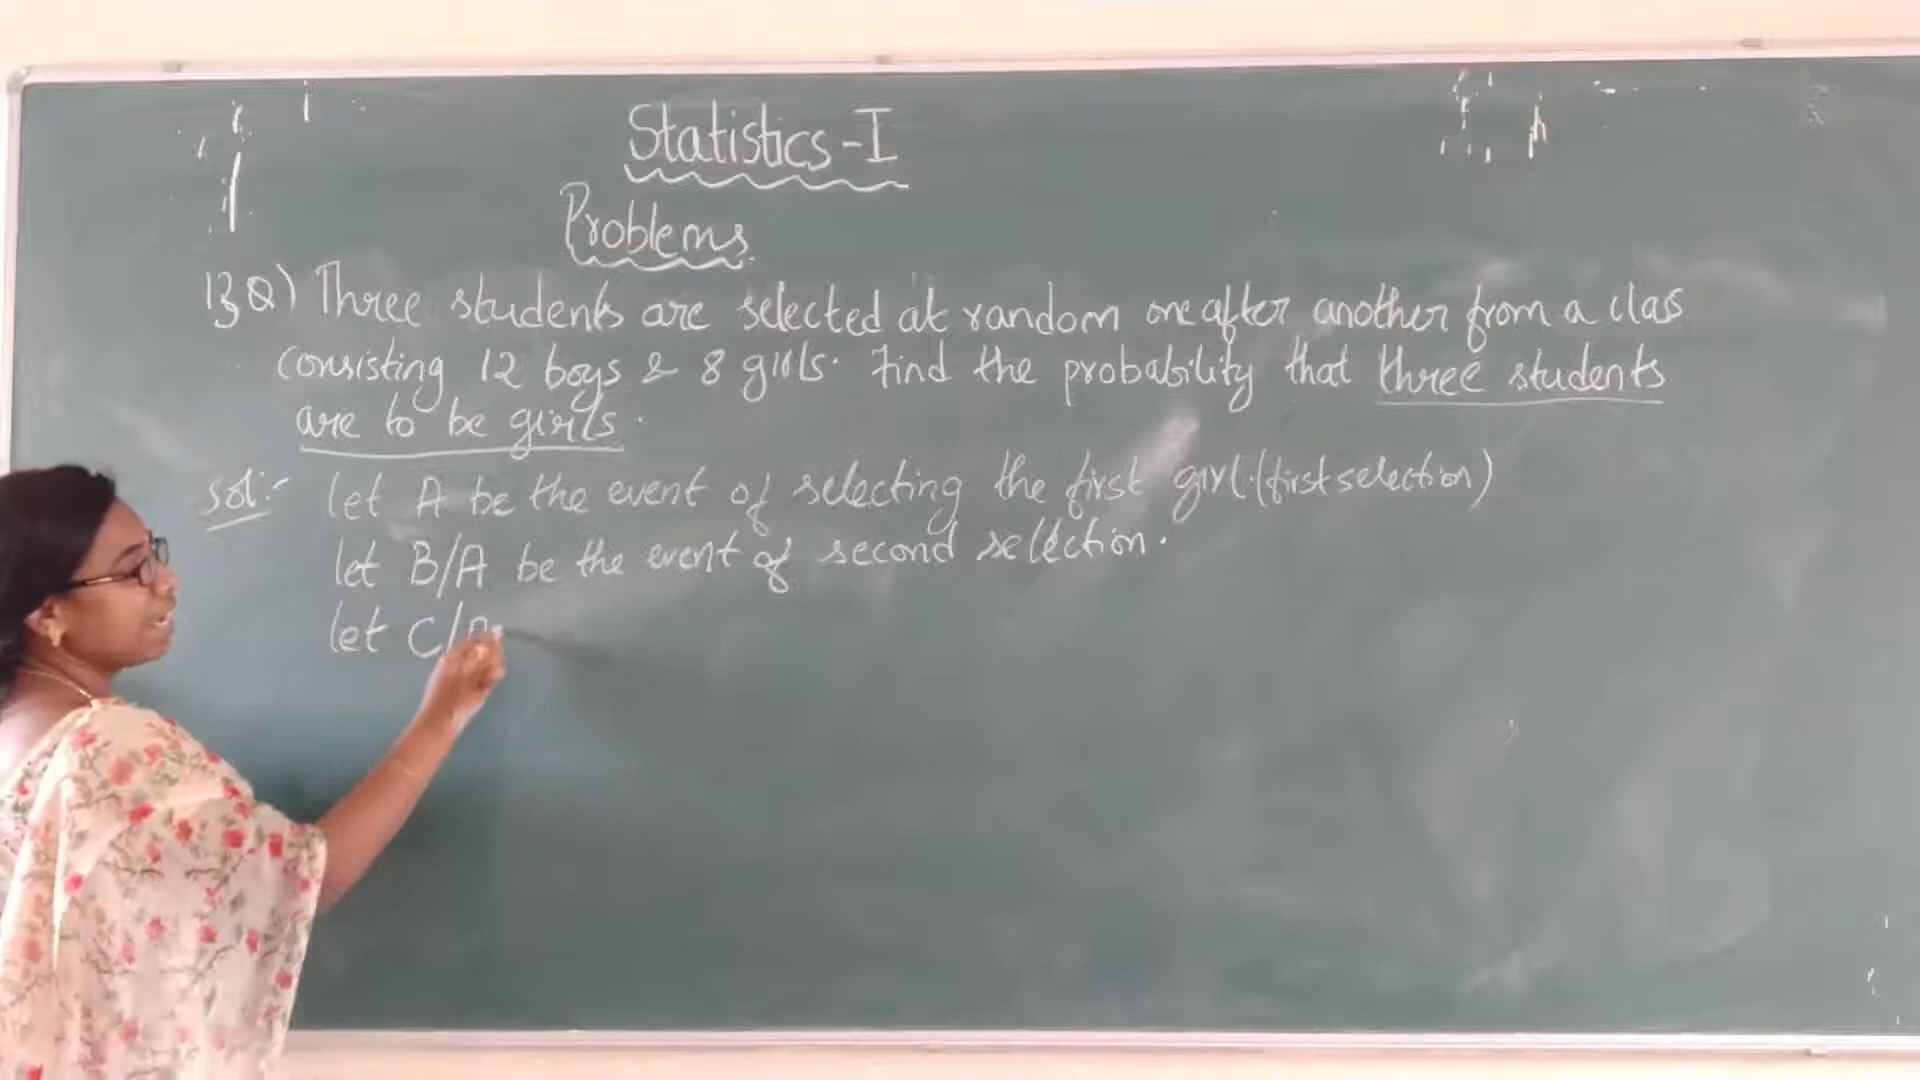 Statistics-I
Problems
13Q) Three students are selected at random one after another from a class
consisting 12 boys & 8 girls. Find the probability that three students
are to be girls.
Sol:- let A be the event of selecting the first girl. (first selection)
let B/A be the event of second selection.
let C/